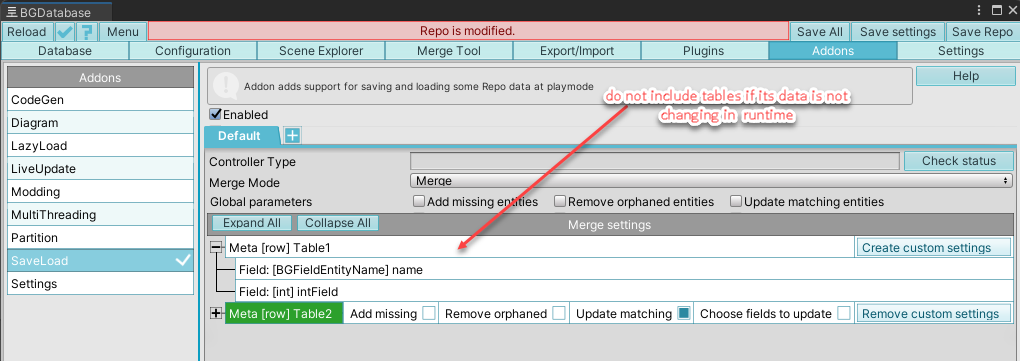 BGDatabase
Reload
?
Menu
Repo is modified.
Save All
Save settings
Save Repo
Database
Configuration
Scene Explorer
Merge Tool
Export/Import
Plugins
Addons
Settings
Addons
CodeGen
Diagram
LazyLoad
LiveUpdate
Modding
MultiThreading
Partition
SaveLoad
Settings
Addon adds support for saving and loading some Repo data at playmode
Help
do not include tables if its data is not
changing in runtime
Enabled
Default
Controller Type
Check status
Merge Mode
Merge
Global parameters
Add missing entities
Remove orphaned entities
Update matching entities
Expand All
Collapse All
Merge settings
Meta [row] Table1
Create custom settings
Field: [BGFieldEntityName] name
Field: [int] intField
Meta [row] Table2
Add missing
Remove orphaned
Update matching
Choose fields to update
Remove custom settings